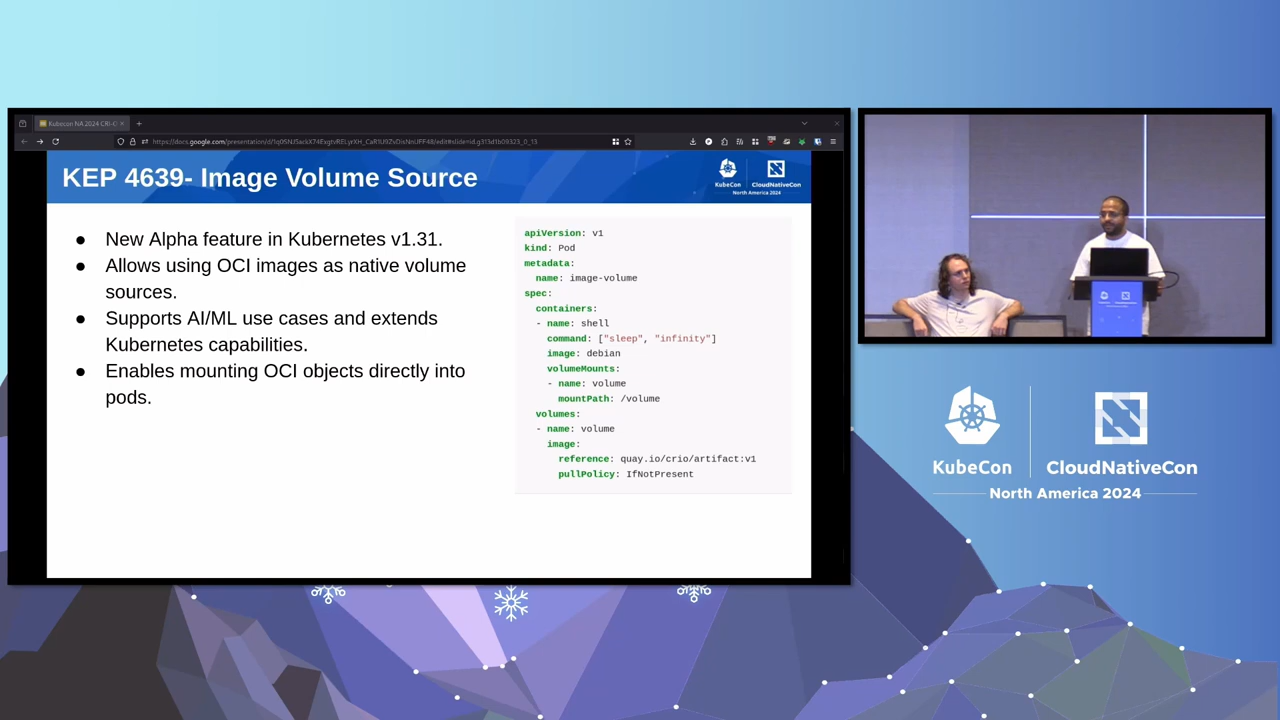 Kubecon NA 2024 CRI-O
KEP 4639- Image Volume Source
KubeCon
CloudNativeCon
North America 2024
● New Alpha feature in Kubernetes v1.31.
● Allows using OCI images as native volume
sources.
● Supports AI/ML use cases and extends
Kubernetes capabilities.
● Enables mounting OCI objects directly into
pods.
apiVersion: v1
kind: Pod
metadata:
  name: image-volume
spec:
  containers:
  - name: shell
    command: ["sleep", "infinity"]
    image: debian
    volumeMounts:
    - name: volume
      mountPath: /volume
  volumes:
  - name: volume
    image:
      reference: quay.io/crio/artifact:v1
      pullPolicy: IfNotPresent
KubeCon
CloudNativeCon
North America 2024